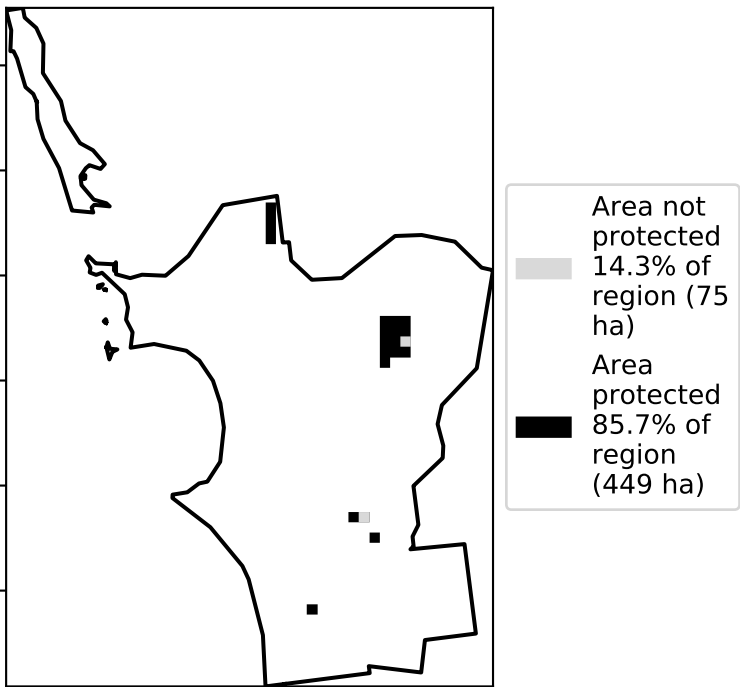 Area not
protected
14.3% of
region (75
ha)
Area
protected
85.7% of
region
(449 ha)